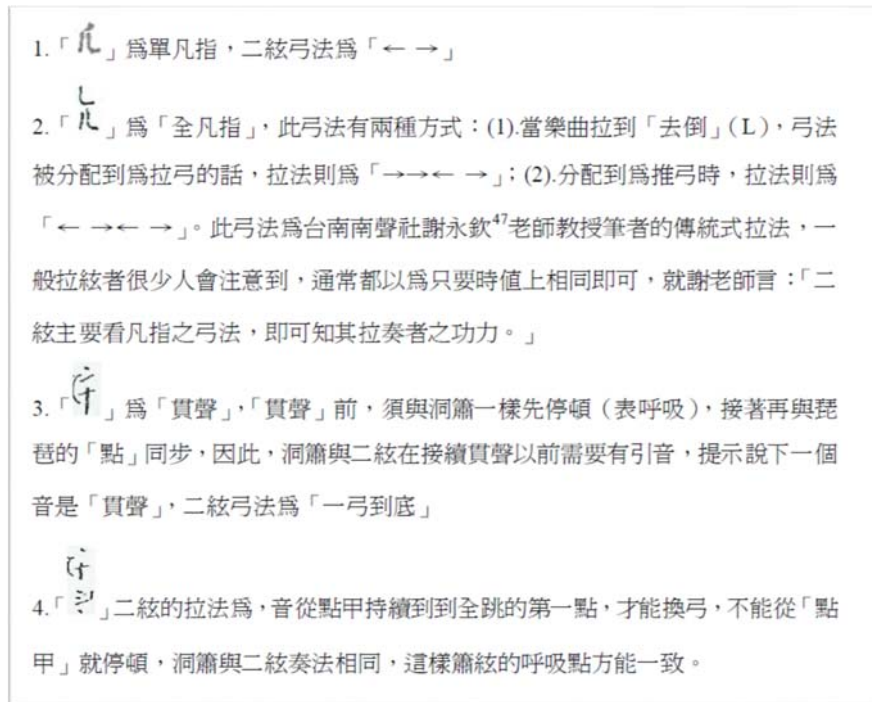 1.「」為單凡指，二絃弓法為「← →」
2.「」為「全凡指」，此弓法有兩種方式：(1).當樂曲拉到「去倒」(L)，弓法
被分配到為拉弓的話，拉法則為「→→← →」；(2).分配到為推弓時，拉法則為
「← →← →」。此弓法為台南南聲社謝永欽47老師教授筆者的傳統式拉法，一
般拉絃者很少人會注意到，通常都以為只要時值上相同即可，就謝老師言：「二
絃主要看凡指之弓法，即可知其拉奏者之功力。」
3.「」為「貫聲」，「貫聲」前，須與洞簫一樣先停頓（表呼吸），接著再與琵
琶的「點」同步，因此，洞簫與二絃在接續貫聲以前需要有引音，提示說下一個
音是「貫聲」，二絃弓法為「一弓到底」
4.「」二絃的拉法為，音從點甲持續到到全跳的第一點，才能換弓，不能從「點
甲」就停頓，洞簫與二絃奏法相同，這樣簫絃的呼吸點方能一致。